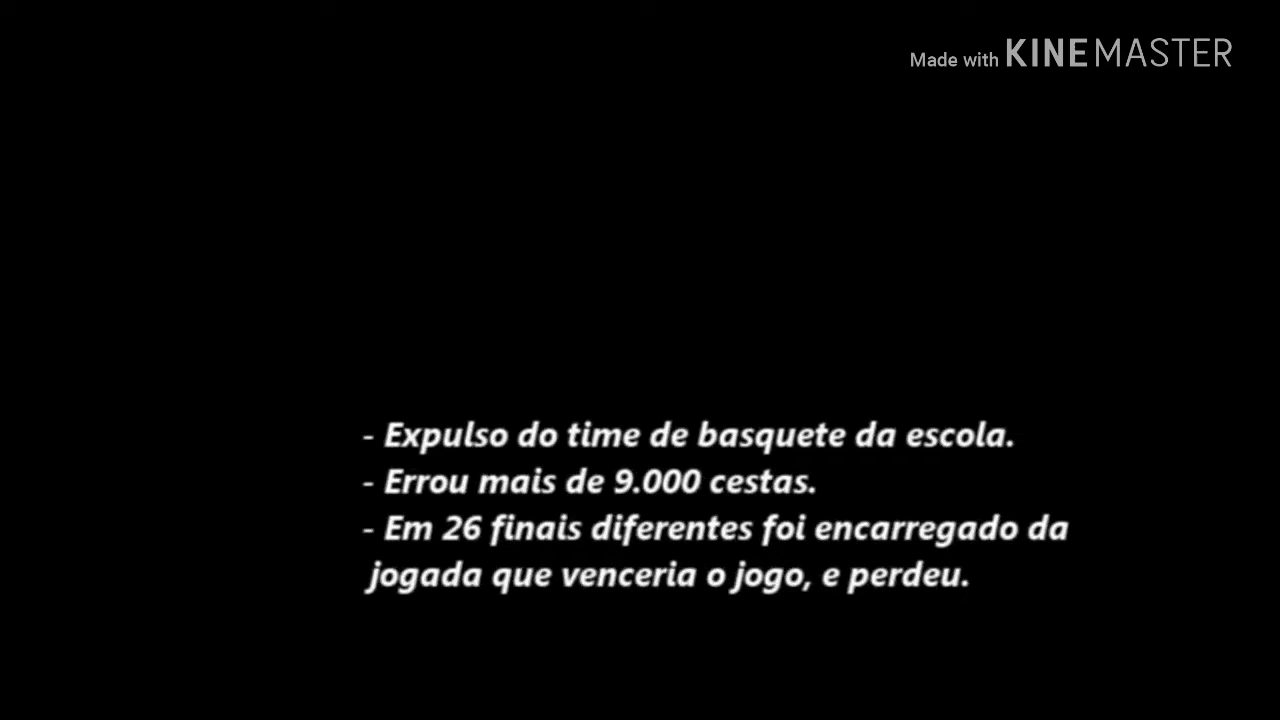 Made with KINEMASTER
- Expulso do time de basquete da escola.
- Errou mais de 9.000 cestas.
- Em 26 finais diferentes foi encarregado da
jogada que venceria o jogo, e perdeu.